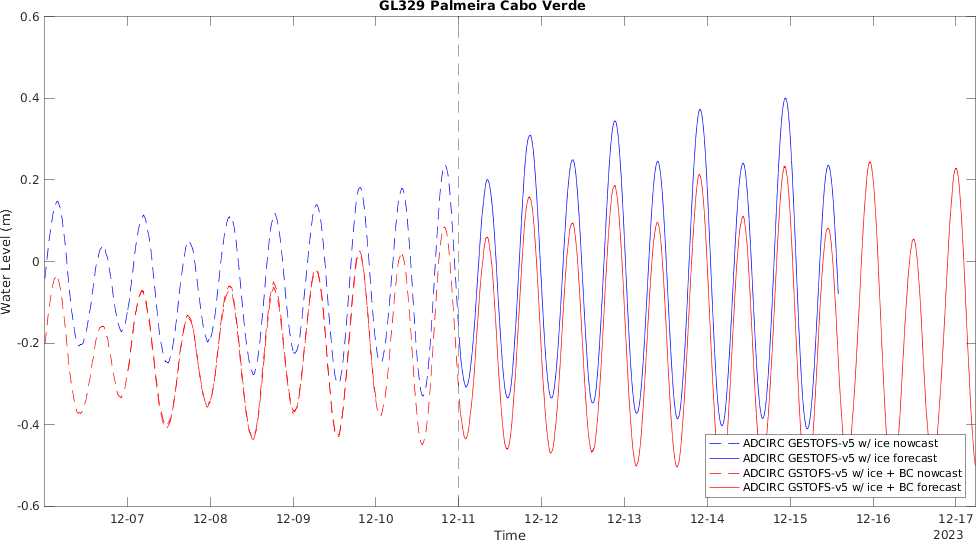 GL329 Palmeira Cabo Verde
0.6
0.4
0.2
0
-0.2
-0.4
-0.6
Water Level (m)
ADCIRC GESTOFS-v5 w/ ice nowcast
ADCIRC GESTOFS-v5 w/ ice forecast
ADCIRC GSTOFS-v5 w/ ice + BC nowcast
ADCIRC GSTOFS-v5 w/ ice + BC forecast
12-07 12-08 12-09 12-10 12-11 12-12 12-13 12-14 12-15 12-16 12-17
Time
2023